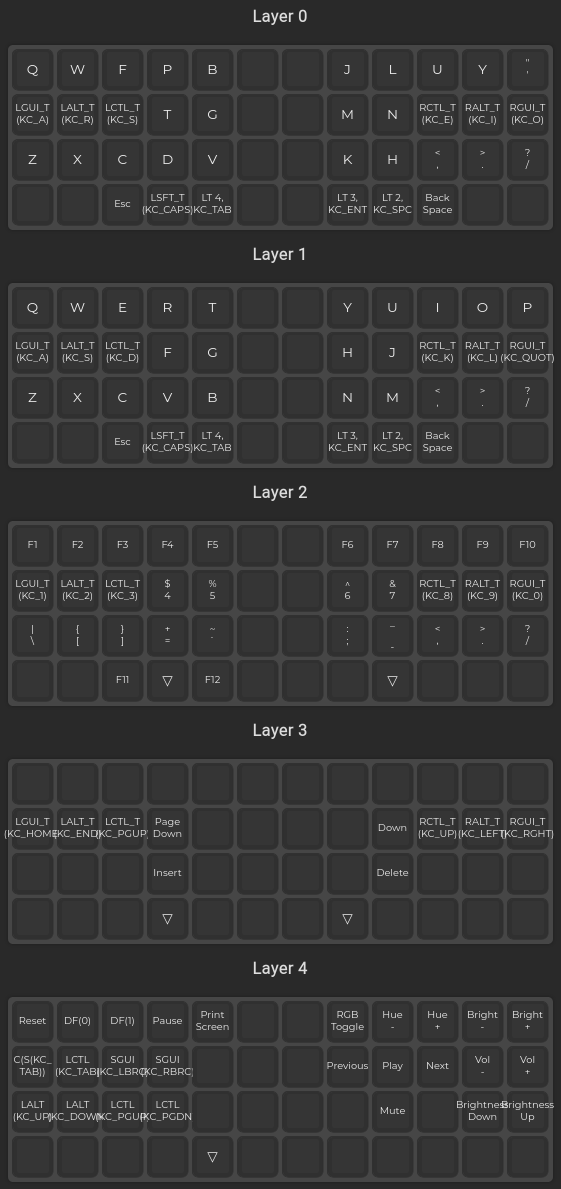 Layer 0
Q W F P B J L U Y "
'
LGUI_T LALT_T LCTL_T T G M N RCTL_T RALT_T RGUI_T
(KC_A) (KC_R) (KC_S) (KC_E) (KC_I) (KC_O)
Z X C D V K H < > ?
, . /
Esc LSFT_T LT 4, LT 3, LT 2, Back
(KC_CAPS) KC_TAB KC_ENT KC_SPC Space
Layer 1
Q W E R T Y U I O P
LGUI_T LALT_T LCTL_T F G H J RCTL_T RALT_T RGUI_T
(KC_A) (KC_S) (KC_D) (KC_K) (KC_L) (KC_QUOT)
Z X C V B N M < > ?
, . /
Esc LSFT_T LT 4, LT 3, LT 2, Back
(KC_CAPS) KC_TAB KC_ENT KC_SPC Space
Layer 2
F1 F2 F3 F4 F5 F6 F7 F8 F9 F10
LGUI_T LALT_T LCTL_T $ % ^ & RCTL_T RALT_T RGUI_T
(KC_1) (KC_2) (KC_3) 4 5 6 7 (KC_8) (KC_9) (KC_0)
| { } + ~ : _ < > ?
\ [ ] = ` ; - , . /
F11 ▽ F12 ▽
Layer 3
LGUI_T LALT_T LCTL_T Page Down RCTL_T RALT_T RGUI_T
(KC_HOME) (KC_END) (KC_PGUP) Down (KC_UP) (KC_LEFT) (KC_RGHT)
Insert Delete
▽ ▽
Layer 4
Reset DF(0) DF(1) Pause Print RGB Hue Hue Bright Bright
Screen Toggle - + - +
C(S(KC_ LCTL SGUI SGUI Previous Play Next Vol Vol
TAB)) (KC_TAB) (KC_LBRC) (KC_RBRC) - +
LALT LALT LCTL LCTL Mute Brightness Brightness
(KC_UP) (KC_DOWN) (KC_PGUP) (KC_PGDN) Down Up
▽